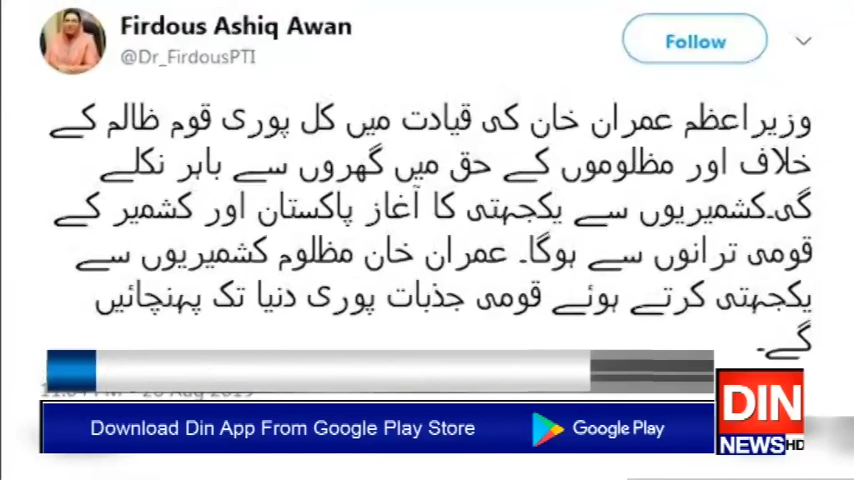 Firdous Ashiq Awan
@Dr_FirdousPTI
Follow
وزیراعظم عمران خان کی قیادت میں کل پوری قوم ظالم کے
خلاف اور مظلوموں کے حق میں گھروں سے باہر نکلے
گی۔کشمیریوں سے یکجہتی کا آغاز پاکستان اور کشمیر کے
قومی ترانوں سے ہوگا۔ عمران خان مظلوم کشمیریوں سے
یکجہتی کرتے ہوئے قومی جذبات پوری دنیا تک پہنچائیں
گے۔
Download Din App From Google Play Store
Google Play
DIN
NEWS HD